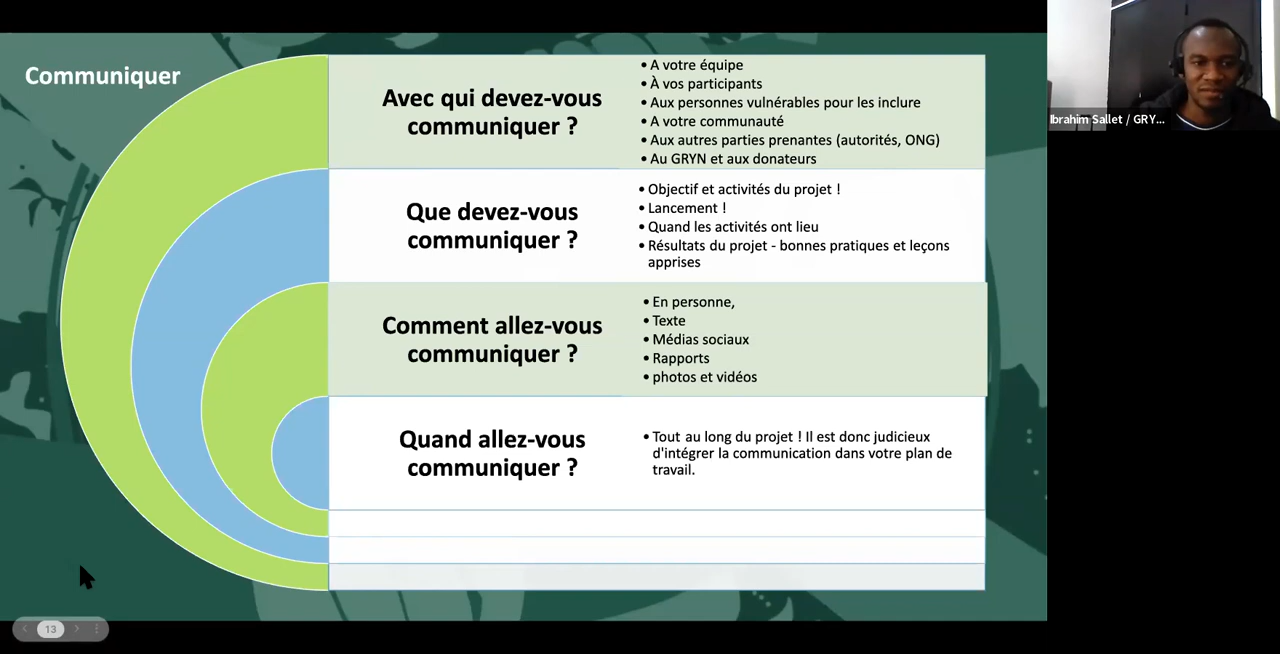 Communiquer
Avec qui devez-vous
communiquer ?
• A votre équipe
• À vos participants
• Aux personnes vulnérables pour les inclure
• A votre communauté
• Aux autres parties prenantes (autorités, ONG)
• Au GRYN et aux donateurs
Que devez-vous
communiquer ?
• Objectif et activités du projet !
• Lancement !
• Quand les activités ont lieu
• Résultats du projet - bonnes pratiques et leçons
apprises
Comment allez-vous
communiquer ?
• En personne,
• Texte
• Médias sociaux
• Rapports
• photos et vidéos
Quand allez-vous
communiquer ?
• Tout au long du projet ! Il est donc judicieux
d'intégrer la communication dans votre plan de
travail.
Ibrahim Sallet / GRY...
13